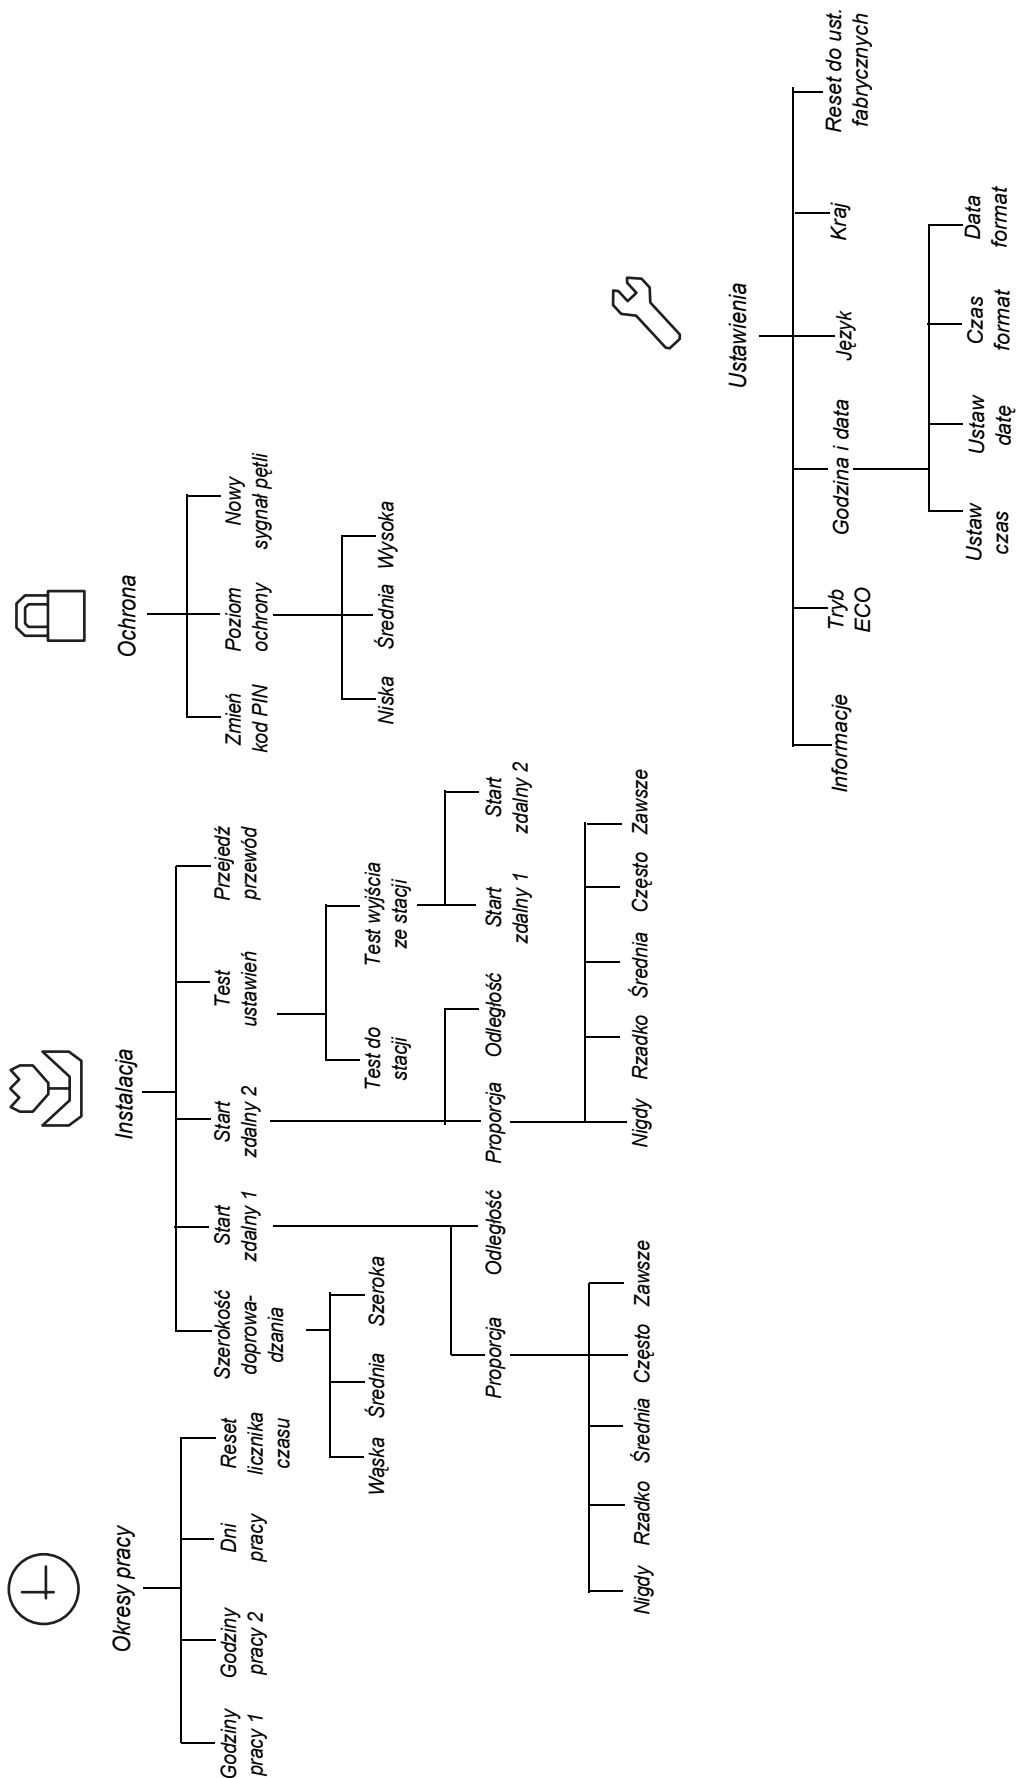 Okresy pracy
Godziny
pracy 1
Godziny
pracy 2
Dni
pracy
Reset
licznika
czasu
Instalacja
Szerokość
doprowa-
dzania
Wąska
Średnia
Szeroka
Start
zdalny 1
Proporcja
Nigdy
Rzadko
Średnia
Często
Zawsze
Odległość
Start
zdalny 2
Proporcja
Nigdy
Rzadko
Średnia
Często
Zawsze
Odległość
Test
ustawień
Test do
stacji
Test wyjścia
ze stacji
Start
zdalny 1
Start
zdalny 2
Przejedź
przewód
Ochrona
Zmień
kod PIN
Poziom
ochrony
Niska
Średnia
Wysoka
Nowy
sygnał pętli
Ustawienia
Informacje
Tryb
ECO
Godzina i data
Ustaw
czas
Ustaw
datę
Czas
format
Data
format
Język
Kraj
Reset do ust.
fabrycznych